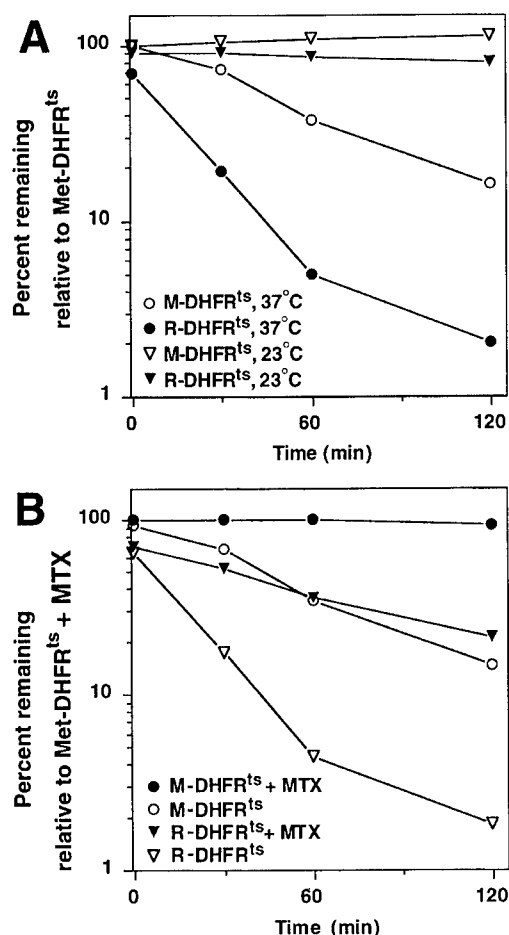 A
Percent remaining
relative to Met-DHFRts
100
10
1
M-DHFRts, 37°C
R-DHFRts, 37°C
M-DHFRts, 23°C
R-DHFRts, 23°C
0
60
120
Time (min)
B
Percent remaining
relative to Met-DHFRts + MTX
100
10
1
M-DHFRts + MTX
M-DHFRts
R-DHFRts + MTX
R-DHFRts
0
60
120
Time (min)